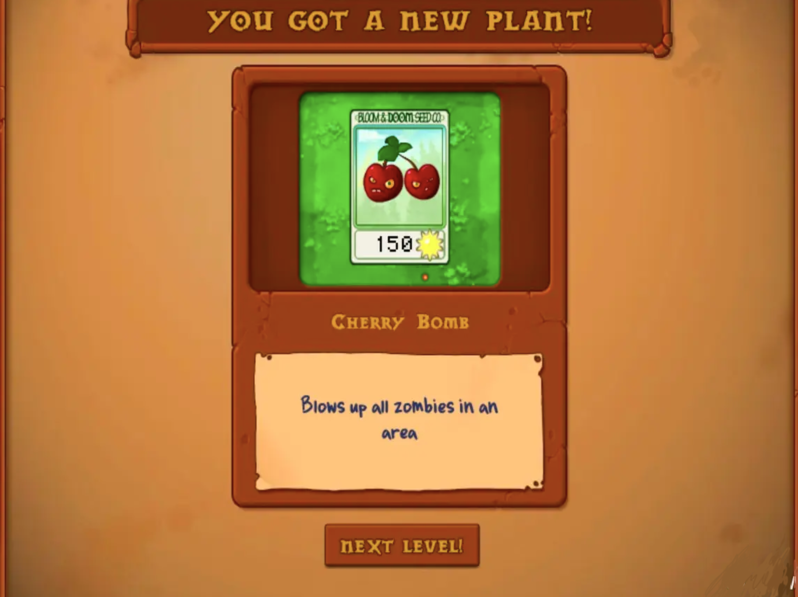 YOU GOT A NEW PLANT!
BLOOM & DOOM SEED CO
150
CHERRY BOMB
Blows up all zombies in an
area
NEXT LEVEL!